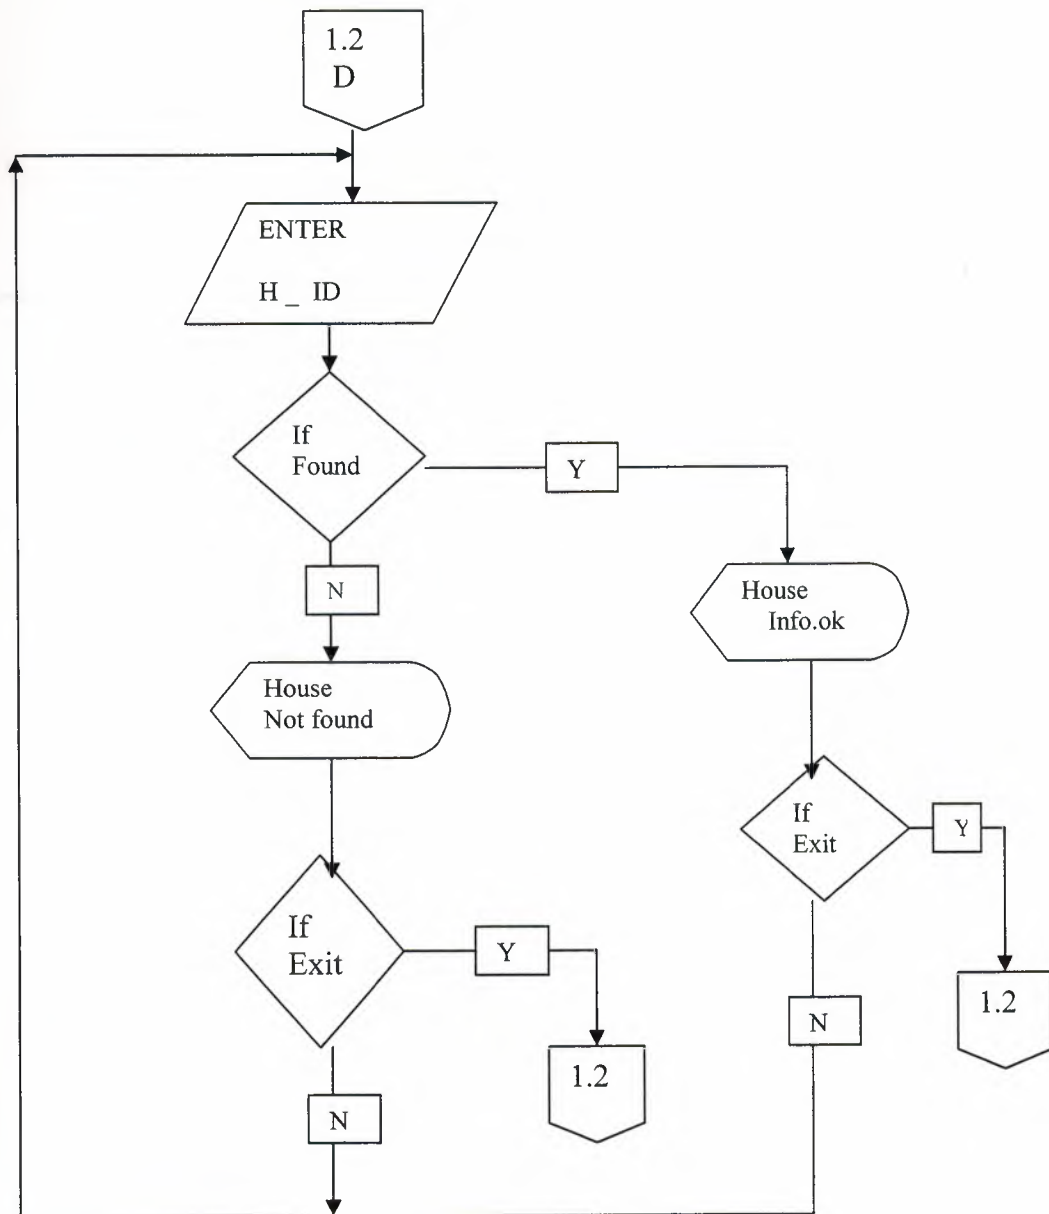 1.2
D
ENTER
H _ ID
If
Found
Y
N
House
Info.ok
House
Not found
If
Exit
Y
If
Exit
Y
1.2
N
1.2
N